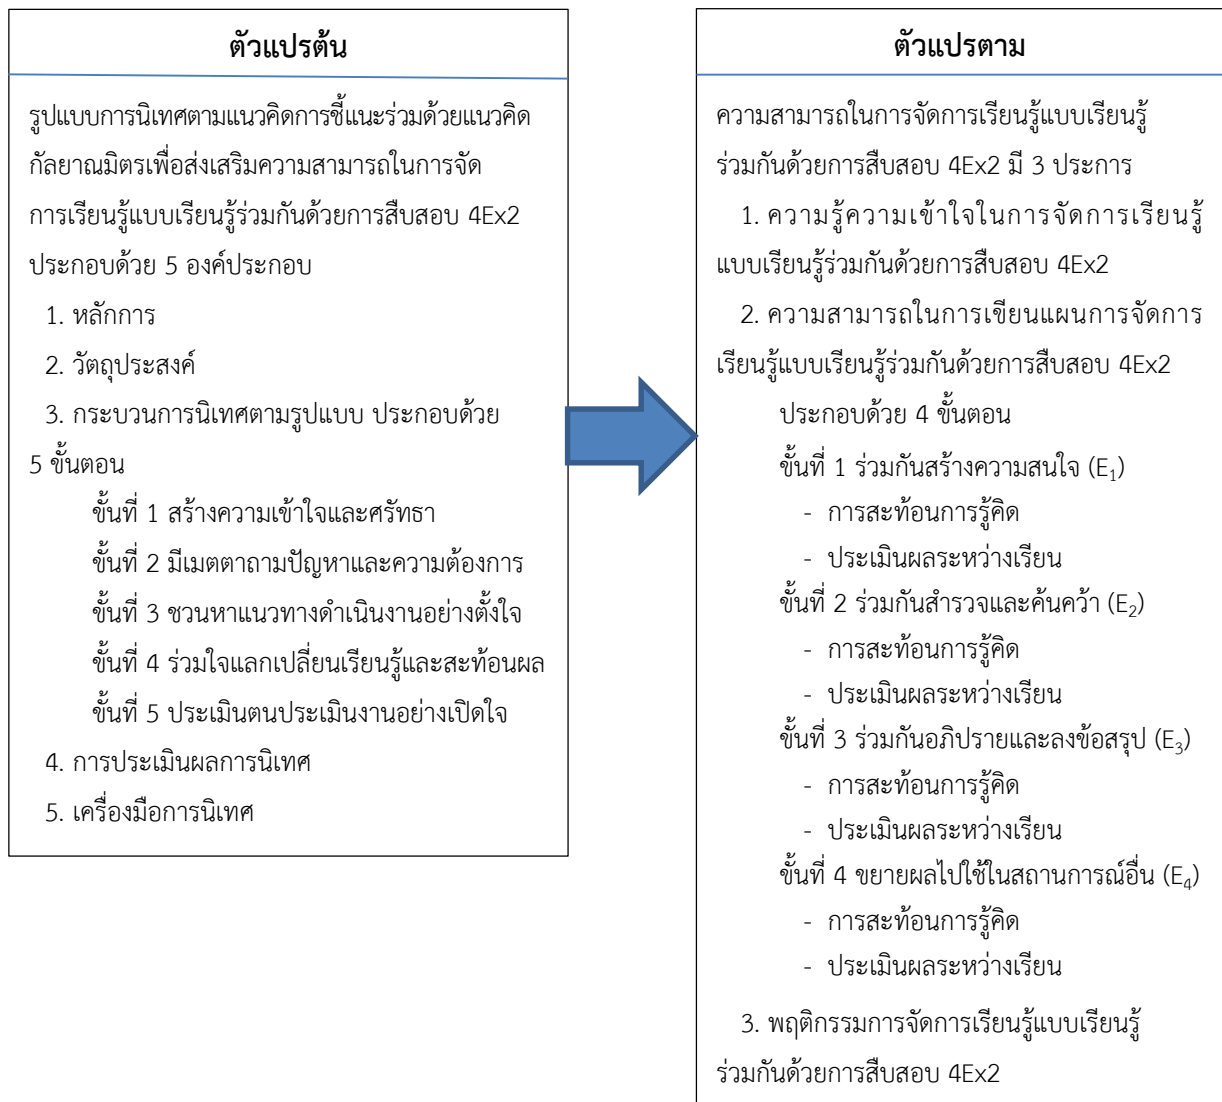 ตัวแปรต้น
รูปแบบการนิเทศตามแนวคิดการชี้แนะร่วมด้วยแนวคิด
กัลยาณมิตรเพื่อส่งเสริมความสามารถในการจัด
การเรียนรู้แบบเรียนรู้ร่วมกันด้วยการสืบสอบ 4Ex2
ประกอบด้วย 5 องค์ประกอบ
1. หลักการ
2. วัตถุประสงค์
3. กระบวนการนิเทศตามรูปแบบ ประกอบด้วย
5 ขั้นตอน
ขั้นที่ 1 สร้างความเข้าใจและศรัทธา
ขั้นที่ 2 มีเมตตาถามปัญหาและความต้องการ
ขั้นที่ 3 ชวนหาแนวทางดำเนินงานอย่างตั้งใจ
ขั้นที่ 4 ร่วมใจแลกเปลี่ยนเรียนรู้และสะท้อนผล
ขั้นที่ 5 ประเมินตนประเมินงานอย่างเปิดใจ
4. การประเมินผลการนิเทศ
5. เครื่องมือการนิเทศ
ตัวแปรตาม
ความสามารถในการจัดการเรียนรู้แบบเรียนรู้
ร่วมกันด้วยการสืบสอบ 4Ex2 มี 3 ประการ
1. ความรู้ความเข้าใจในการจัดการเรียนรู้
แบบเรียนรู้ร่วมกันด้วยการสืบสอบ 4Ex2
2. ความสามารถในการเขียนแผนการจัดการ
เรียนรู้แบบเรียนรู้ร่วมกันด้วยการสืบสอบ 4Ex2
ประกอบด้วย 4 ขั้นตอน
ขั้นที่ 1 ร่วมกันสร้างความสนใจ (E₁)
- การสะท้อนการรู้คิด
- ประเมินผลระหว่างเรียน
ขั้นที่ 2 ร่วมกันสำรวจและค้นคว้า (E₂)
- การสะท้อนการรู้คิด
- ประเมินผลระหว่างเรียน
ขั้นที่ 3 ร่วมกันอภิปรายและลงข้อสรุป (E₃)
- การสะท้อนการรู้คิด
- ประเมินผลระหว่างเรียน
ขั้นที่ 4 ขยายผลไปใช้ในสถานการณ์อื่น (E₄)
- การสะท้อนการรู้คิด
- ประเมินผลระหว่างเรียน
3. พฤติกรรมการจัดการเรียนรู้แบบเรียนรู้
ร่วมกันด้วยการสืบสอบ 4Ex2